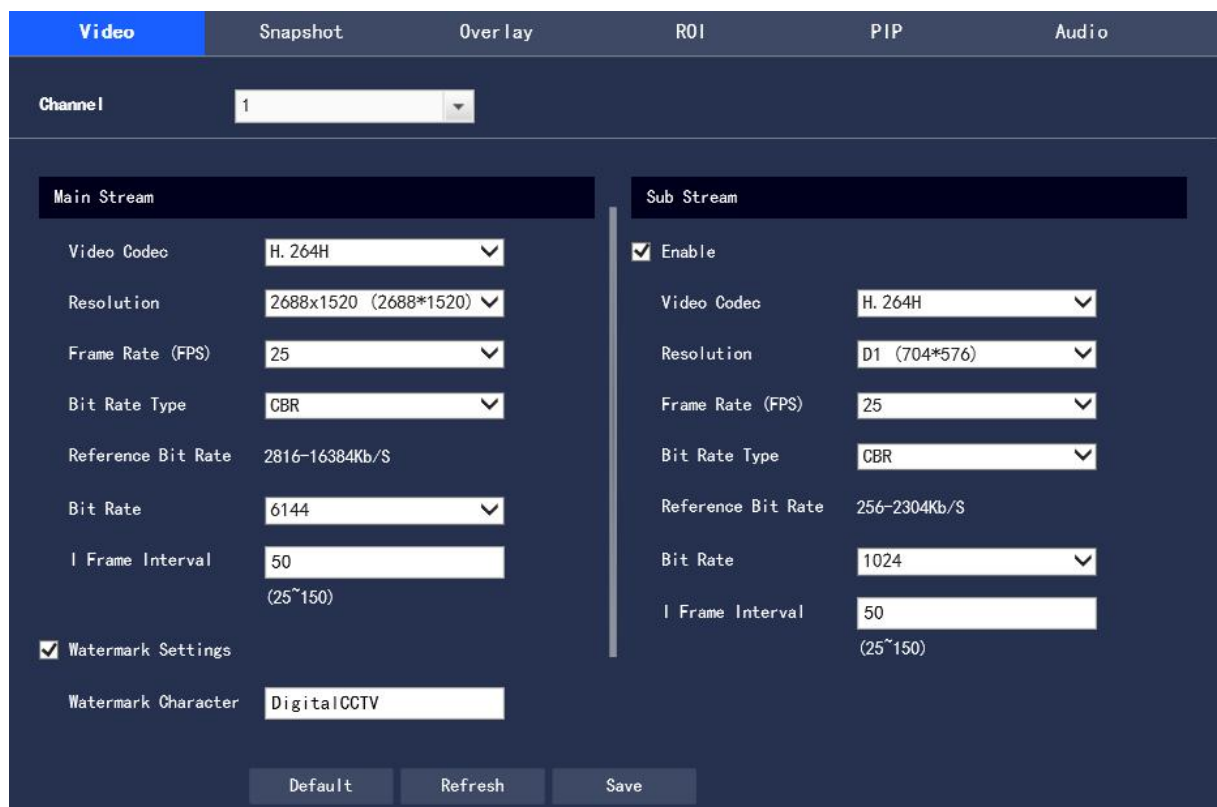 Video Snapshot Overlay ROI PIP Audio
Channel 1
Main Stream
Video Codec H.264H
Resolution 2688x1520 (2688*1520)
Frame Rate (FPS) 25
Bit Rate Type CBR
Reference Bit Rate 2816-16384Kb/S
Bit Rate 6144
I Frame Interval 50
(25~150)
Watermark Settings
Watermark Character DigitalCCTV
Sub Stream
Enable
Video Codec H.264H
Resolution D1 (704*576)
Frame Rate (FPS) 25
Bit Rate Type CBR
Reference Bit Rate 256-2304Kb/S
Bit Rate 1024
I Frame Interval 50
(25~150)
Default Refresh Save